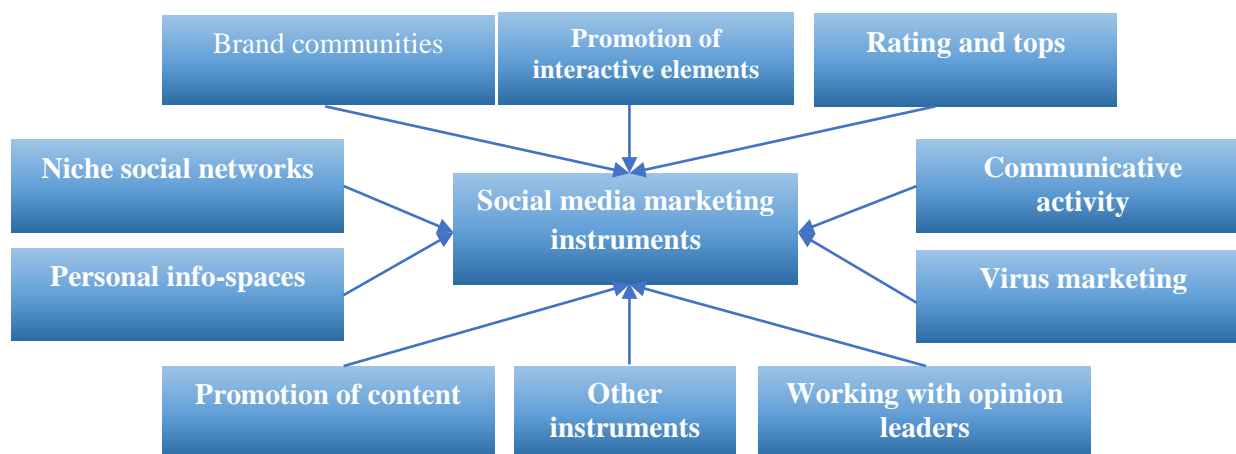 Brand communities
Promotion of
interactive elements
Rating and tops
Niche social networks
Social media marketing
instruments
Communicative
activity
Personal info-spaces
Virus marketing
Promotion of content
Other
instruments
Working with opinion
leaders